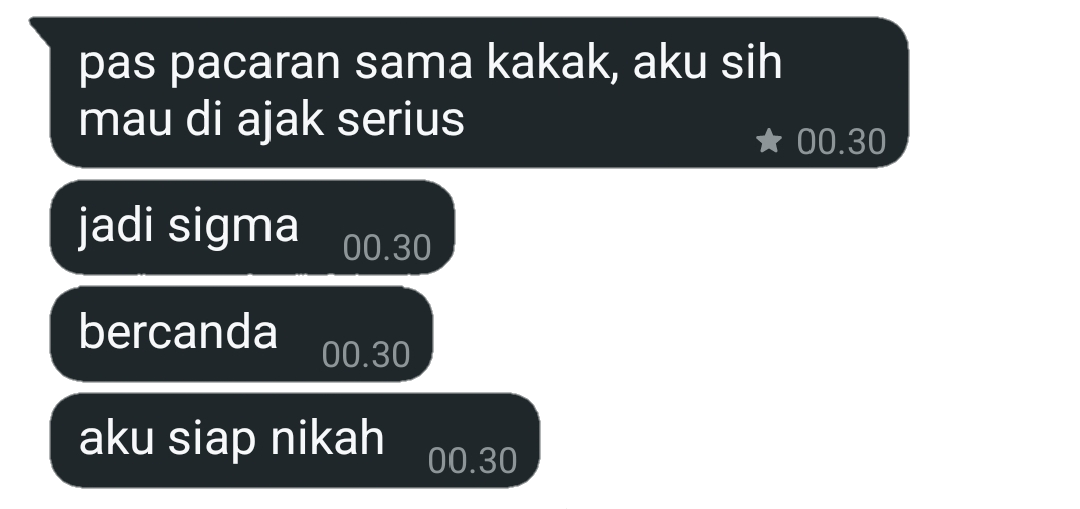 pas pacaran sama kakak, aku sih
mau di ajak serius
00.30
jadi sigma
00.30
bercanda
00.30
aku siap nikah
00.30